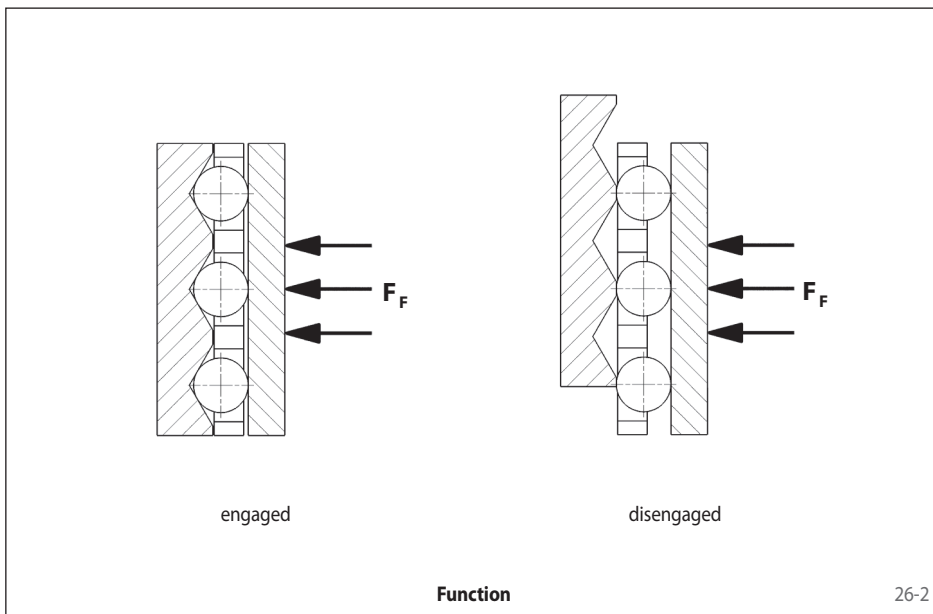 F_F
F_F
engaged
disengaged
Function
26-2